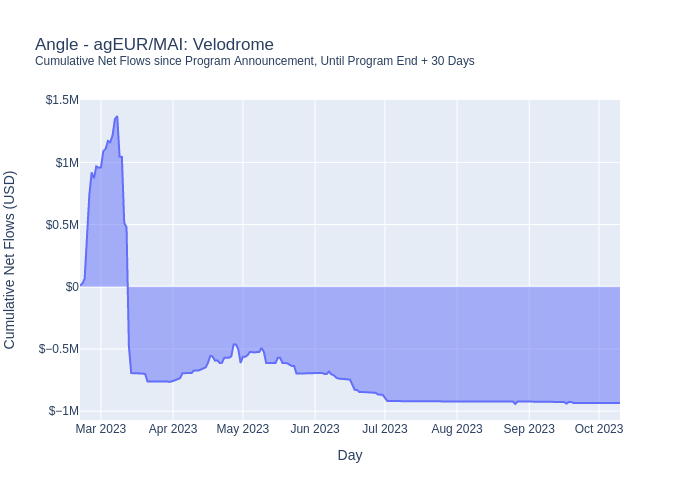 Angle - agEUR/MAI: Velodrome
Cumulative Net Flows since Program Announcement, Until Program End + 30 Days
Cumulative Net Flows (USD)
$1.5M
$1M
$0.5M
$0
$−0.5M
$−1M
Mar 2023 Apr 2023 May 2023 Jun 2023 Jul 2023 Aug 2023 Sep 2023 Oct 2023
Day